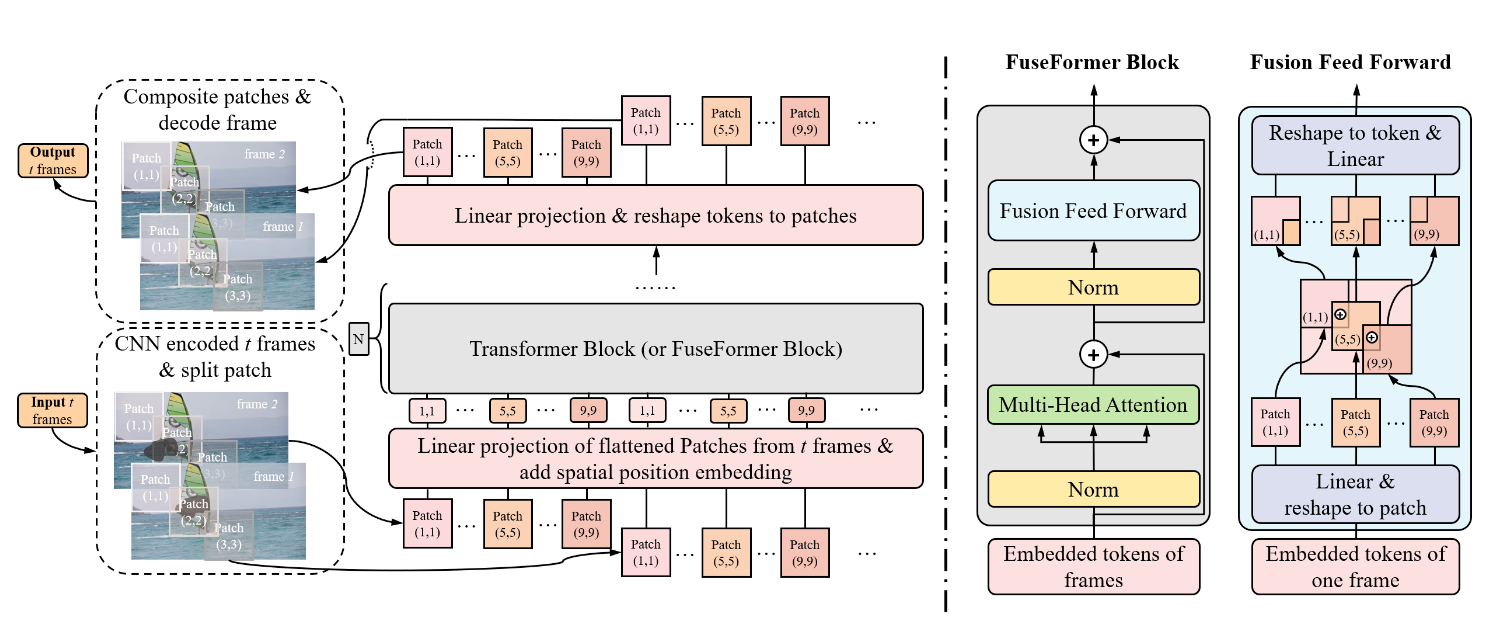 Composite patches &
decode frame
Patch
(1,1)
frame 2
Patch
(2,2
Patch
3,3)
Patch
(1,1)
frame 1
Patch
(2,2
Patch
(3,3)
Output
t frames
Patch
(1,1)
...
Patch
(5,5)
...
Patch
(9,9)
Patch
(1,1)
...
Patch
(5,5)
...
Patch
(9,9)
...
Linear projection & reshape tokens to patches
......
N
Transformer Block (or FuseFormer Block)
1,1
...
5,5
...
9,9
1,1
...
5,5
...
9,9
...
Linear projection of flattened Patches from t frames &
add spatial position embedding
CNN encoded t frames
& split patch
Patch
(1,1)
frame 2
Patch
2
Patch
3,3)
Patch
(1,1)
frame 1
Patch
(2,2)
Patch
(3,3)
Input t
frames
Patch
(1,1)
...
Patch
(5,5)
...
Patch
(9,9)
Patch
(1,1)
...
Patch
(5,5)
...
Patch
(9,9)
...
FuseFormer Block
Fusion Feed Forward
Norm
Multi-Head Attention
Norm
Embedded tokens of
frames
Fusion Feed Forward
Reshape to token &
Linear
(1,1)
...
(5,5)
...
(9,9)
(1,1)
(5,5)
(9,9)
Patch
(1,1)
...
Patch
(5,5)
...
Patch
(9,9)
Linear &
reshape to patch
Embedded tokens of
one frame